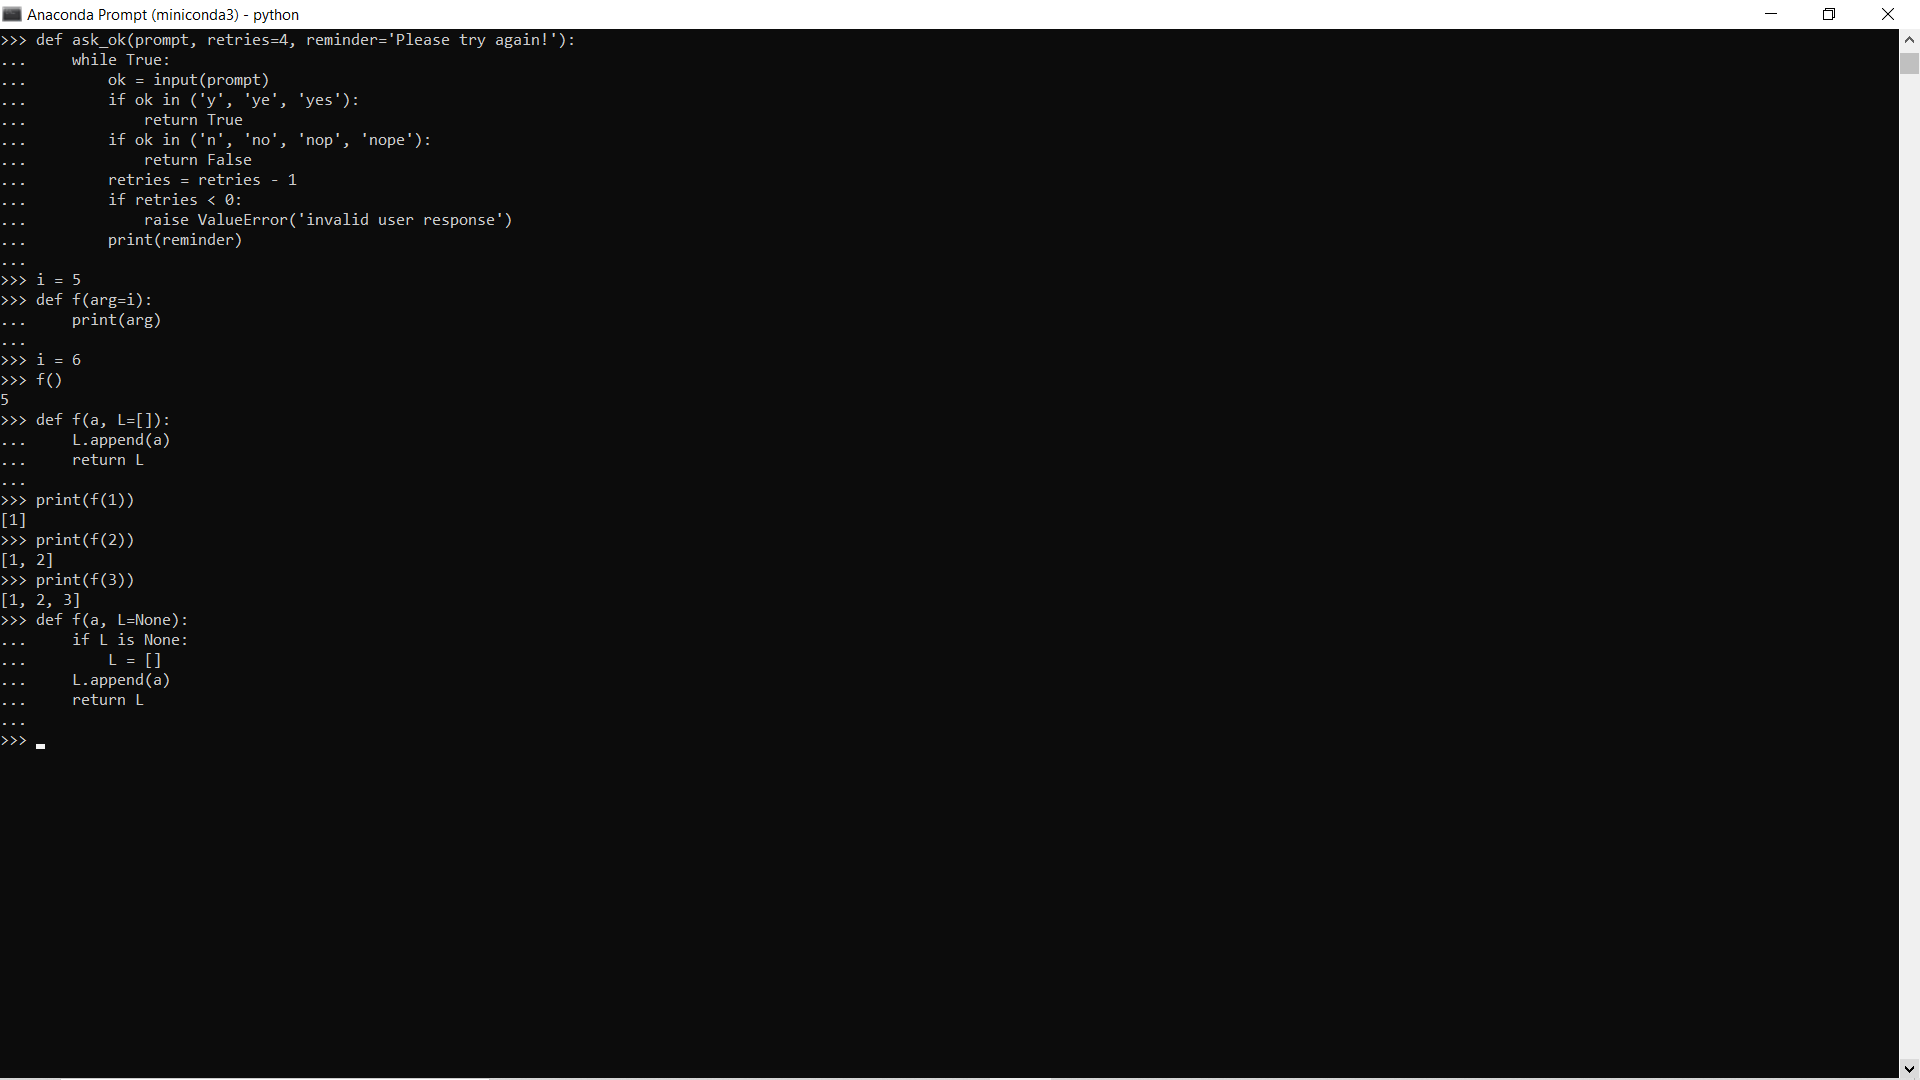 Anaconda Prompt (miniconda3) - python
>>> def ask_ok(prompt, retries=4, reminder='Please try again!'):
...     while True:
...         ok = input(prompt)
...         if ok in ('y', 'ye', 'yes'):
...             return True
...         if ok in ('n', 'no', 'nop', 'nope'):
...             return False
...         retries = retries - 1
...         if retries < 0:
...             raise ValueError('invalid user response')
...         print(reminder)
...
>>> i = 5
>>> def f(arg=i):
...     print(arg)
...
>>> i = 6
>>> f()
5
>>> def f(a, L=[]):
...     L.append(a)
...     return L
...
>>> print(f(1))
[1]
>>> print(f(2))
[1, 2]
>>> print(f(3))
[1, 2, 3]
>>> def f(a, L=None):
...     if L is None:
...         L = []
...     L.append(a)
...     return L
...
>>>